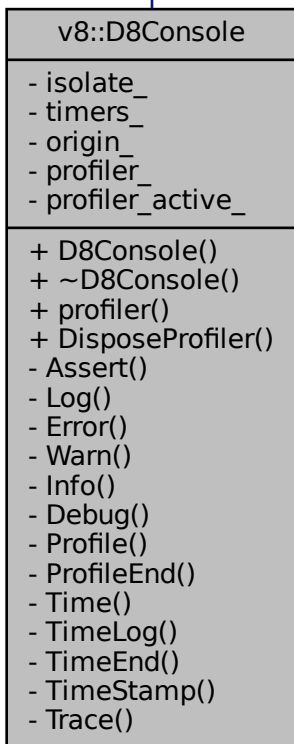 v8::D8Console
- isolate_
- timers_
- origin_
- profiler_
- profiler_active_
+ D8Console()
+ ~D8Console()
+ profiler()
+ DisposeProfiler()
- Assert()
- Log()
- Error()
- Warn()
- Info()
- Debug()
- Profile()
- ProfileEnd()
- Time()
- TimeLog()
- TimeEnd()
- TimeStamp()
- Trace()